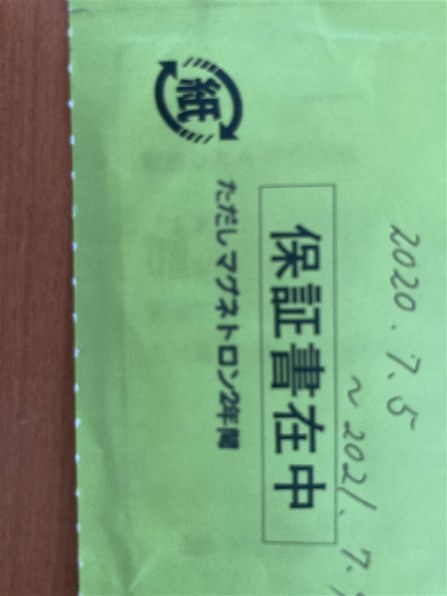 2020.7.5
~2021.7.
保証書在中
ただしマグネトロン2年間
紙